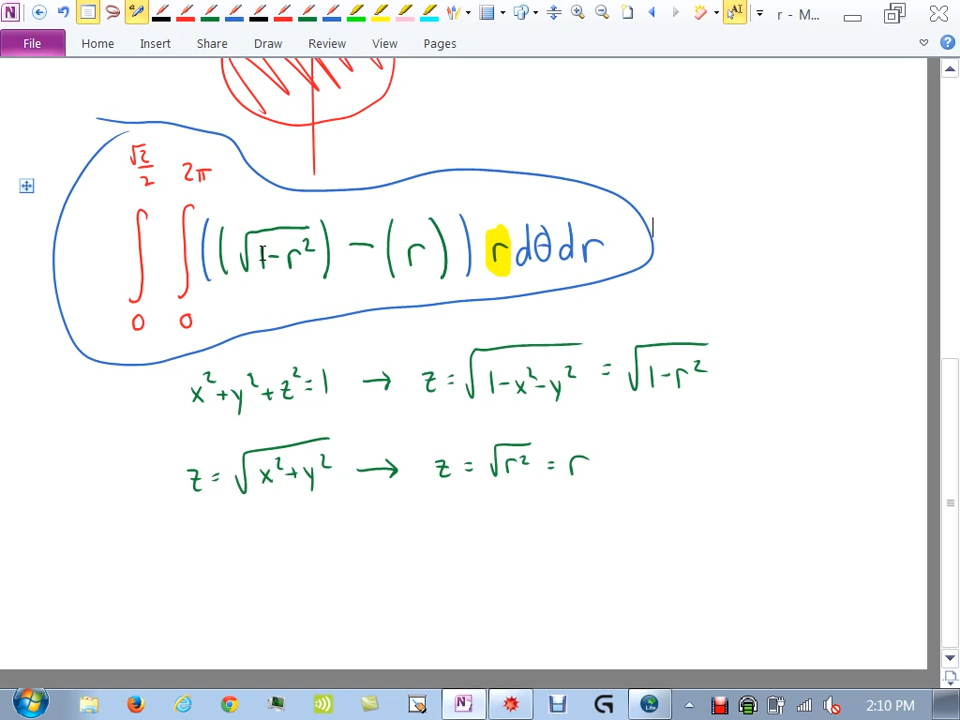 r - M...
File Home Insert Share Draw Review View Pages
√2/2 2π
∫ ∫ ((√1-r²) - (r)) r dθ dr
0 0
x²+y²+z²=1 → z=√1-x²-y² = √1-r²
z=√x²+y² → z=√r² = r
2:10 PM